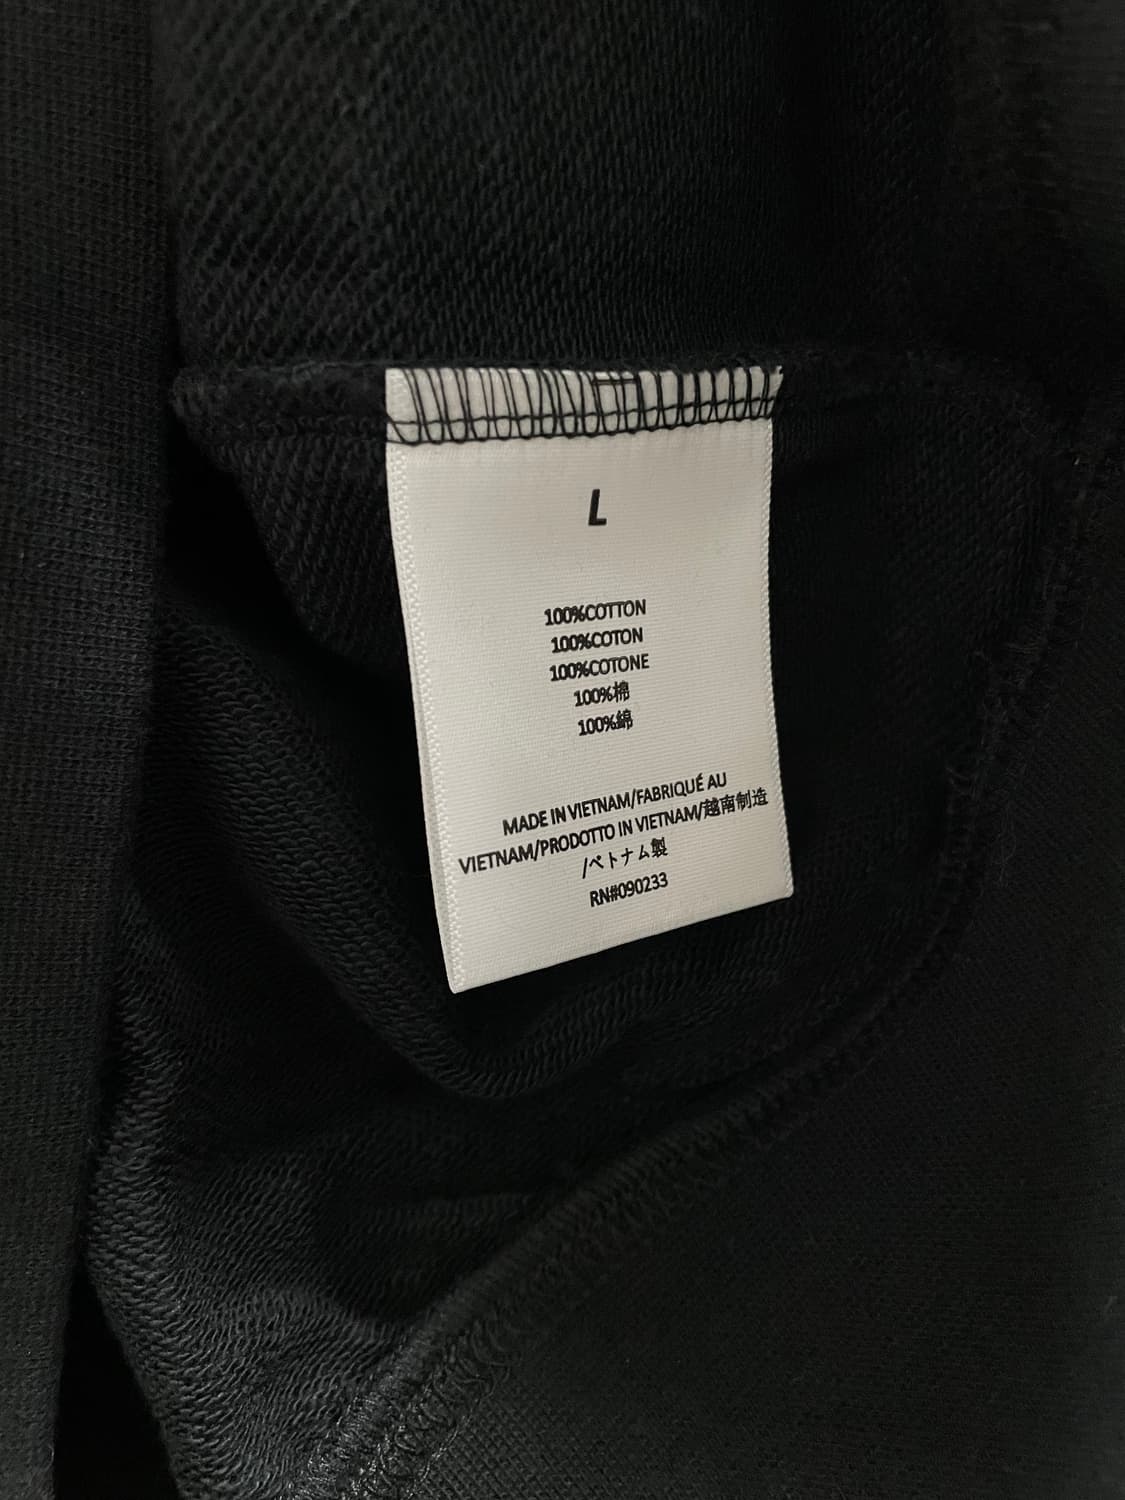 L
100%COTTON
100%COTON
100%COTONE
100%棉
100%綿
MADE IN VIETNAM/FABRIQUÉ AU
VIETNAM/PRODOTTO IN VIETNAM/越南制造
/ベトナム製
RN#090233